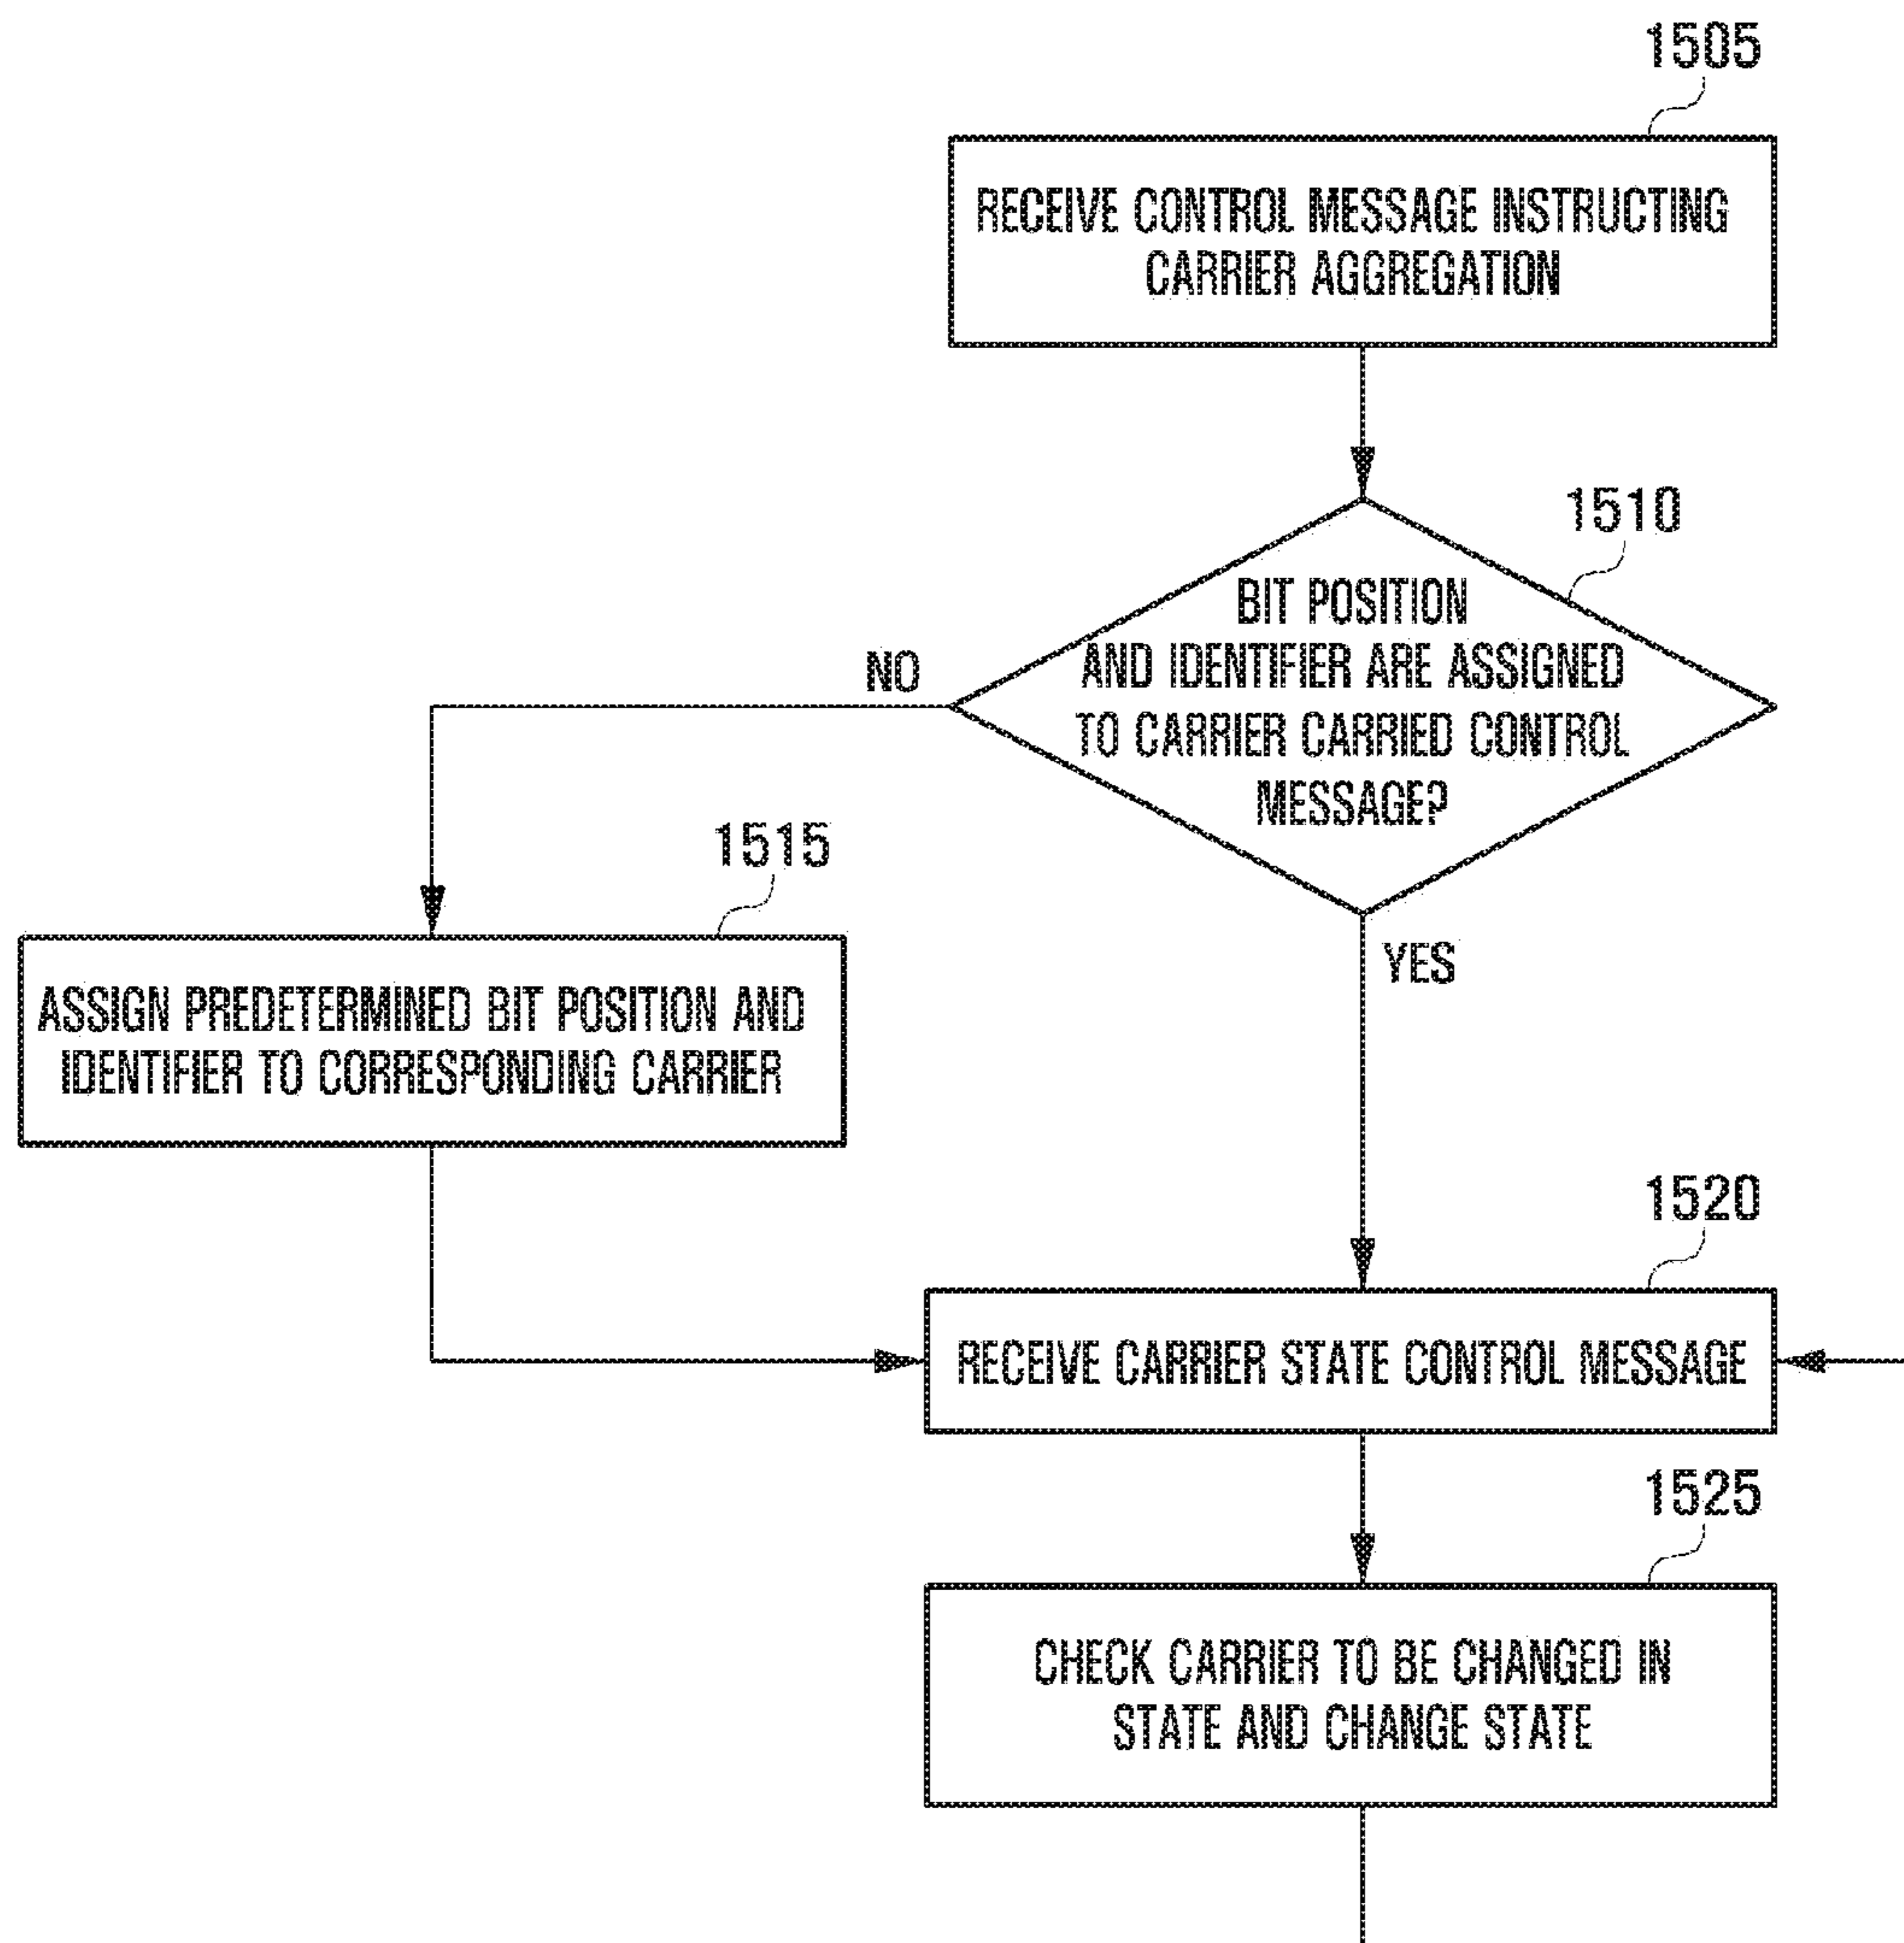 1505
RECEIVE CONTROL MESSAGE INSTRUCTING
CARRIER AGGREGATION
1510
BIT POSITION
AND IDENTIFIER ARE ASSIGNED
TO CARRIER CARRIED CONTROL
MESSAGE?
NO
YES
1515
ASSIGN PREDETERMINED BIT POSITION AND
IDENTIFIER TO CORRESPONDING CARRIER
1520
RECEIVE CARRIER STATE CONTROL MESSAGE
1525
CHECK CARRIER TO BE CHANGED IN
STATE AND CHANGE STATE